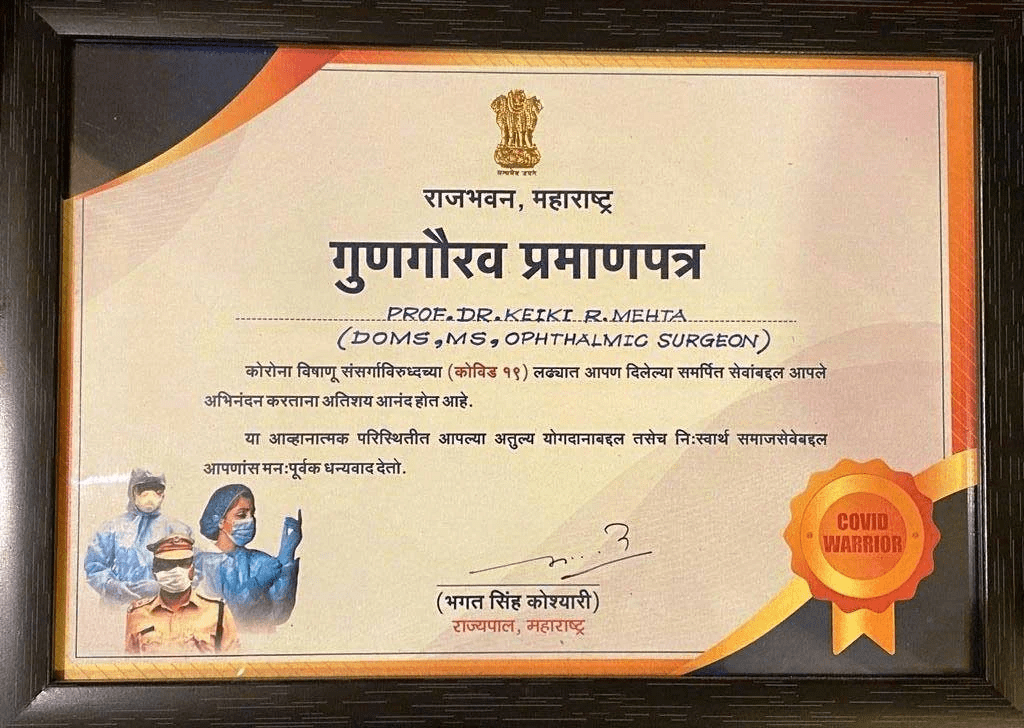 सत्यमेव जयते
राजभवन, महाराष्ट्र
गुणगौरव प्रमाणपत्र
PROF.DR.KEIKI R.MEHTA
(DOMS,MS,OPHTHALMIC SURGEON)
कोरोना विषाणू संसर्गाविरुध्दच्या (कोविड १९) लढ्यात आपण दिलेल्या समर्पित सेवांबद्दल आपले
अभिनंदन करताना अतिशय आनंद होत आहे.
या आव्हानात्मक परिस्थितीत आपल्या अतुल्य योगदानाबद्दल तसेच नि:स्वार्थ समाजसेवेबद्दल
आपणांस मन:पूर्वक धन्यवाद देतो.
COVID
WARRIOR
(भगत सिंह कोश्यारी)
राज्यपाल, महाराष्ट्र